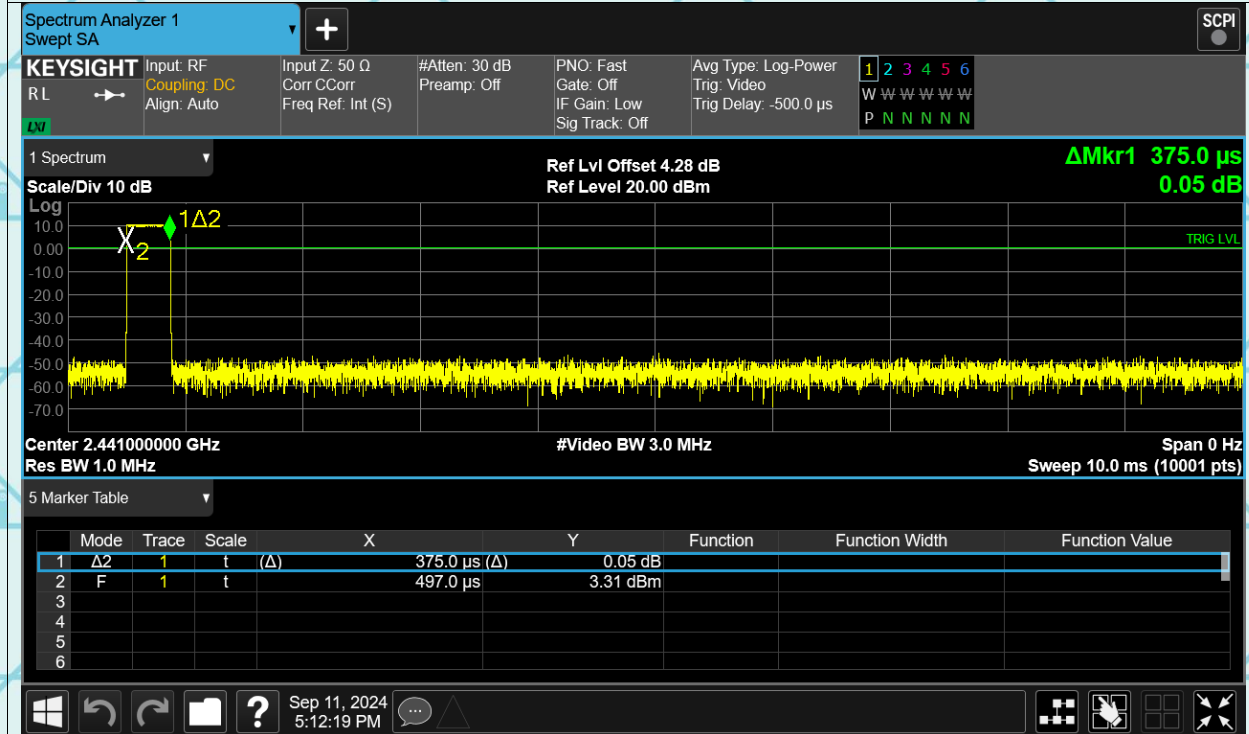 Spectrum Analyzer 1
Swept SA
SCPI
KEYSIGHT Input: RF Input Z: 50 Ω #Atten: 30 dB PNO: Fast Avg Type: Log-Power 1 2 3 4 5 6
RL Coupling: DC Corr CCorr Preamp: Off Gate: Off Trig: Video W W W W W W
Align: Auto Freq Ref: Int (S) IF Gain: Low Trig Delay: -500.0 µs P N N N N N
LXI Sig Track: Off
1 Spectrum Ref Lvl Offset 4.28 dB ΔMkr1 375.0 µs
Scale/Div 10 dB Ref Level 20.00 dBm 0.05 dB
Log
10.0 1Δ2
0.00 X2 TRIG LVL
-10.0
-20.0
-30.0
-40.0
-50.0
-60.0
-70.0
Center 2.441000000 GHz #Video BW 3.0 MHz Span 0 Hz
Res BW 1.0 MHz Sweep 10.0 ms (10001 pts)
5 Marker Table
Mode Trace Scale X Y Function Function Width Function Value
1 Δ2 1 t (Δ) 375.0 µs (Δ) 0.05 dB
2 F 1 t 497.0 µs 3.31 dBm
3
4
5
6
? Sep 11, 2024
5:12:19 PM